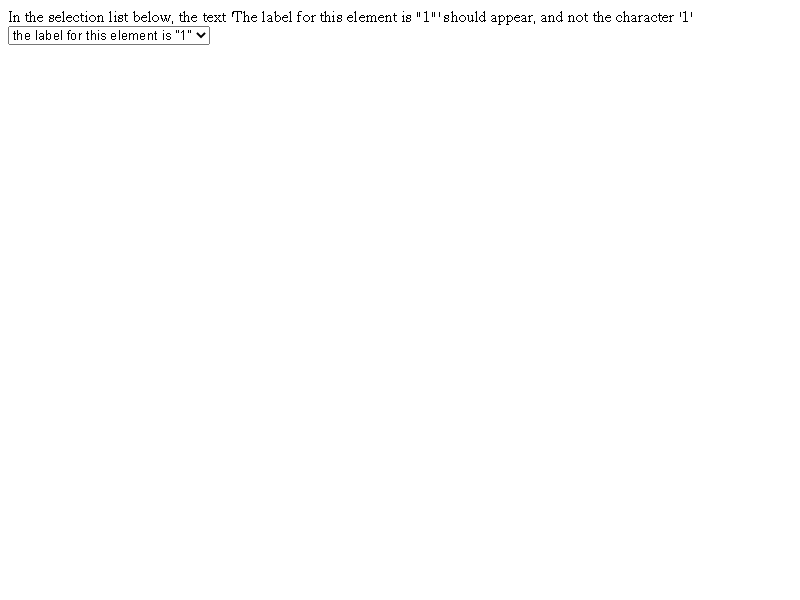 In the selection list below, the text 'The label for this element is "1"' should appear, and not the character '1'
the label for this element is "1"